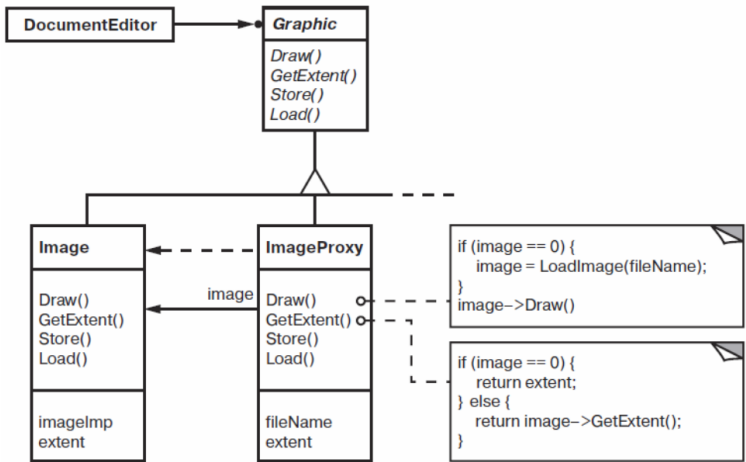 DocumentEditor
Graphic
Draw()
GetExtent()
Store()
Load()
Image
Draw()
GetExtent()
Store()
Load()
imageImp
extent
image
ImageProxy
Draw()
GetExtent()
Store()
Load()
fileName
extent
if (image == 0) {
image = LoadImage(fileName);
}
image->Draw()
if (image == 0) {
return extent;
} else {
return image->GetExtent();
}